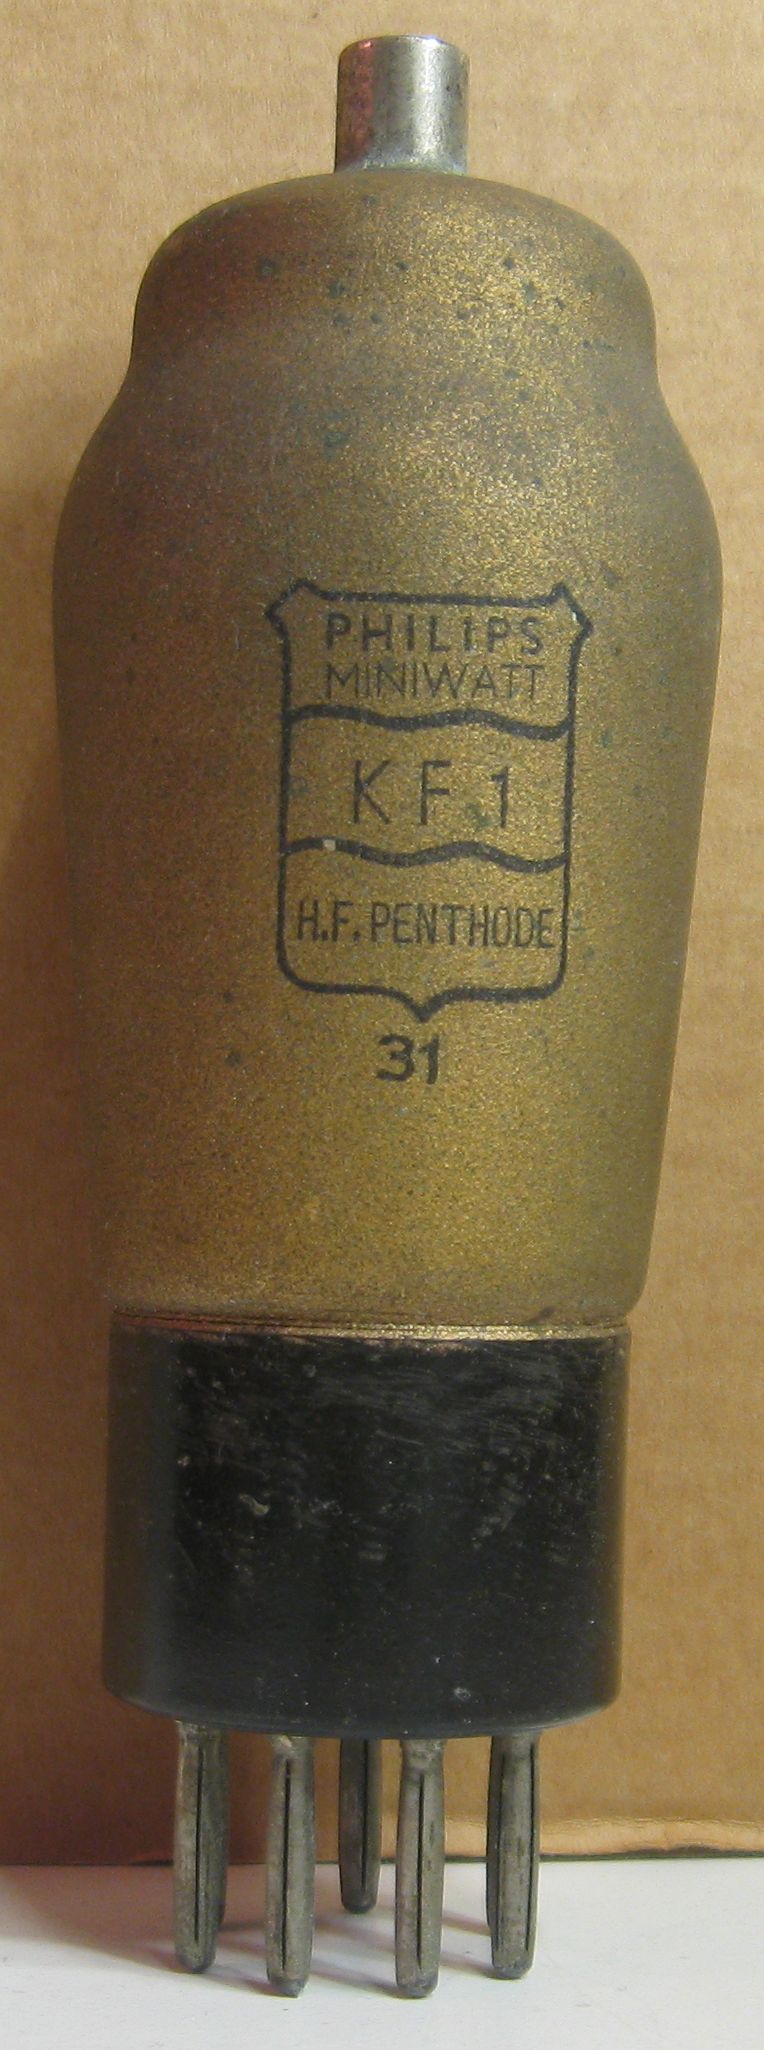 PHILIPS
MINIWATT
KF1
H.F. PENTHODE
31